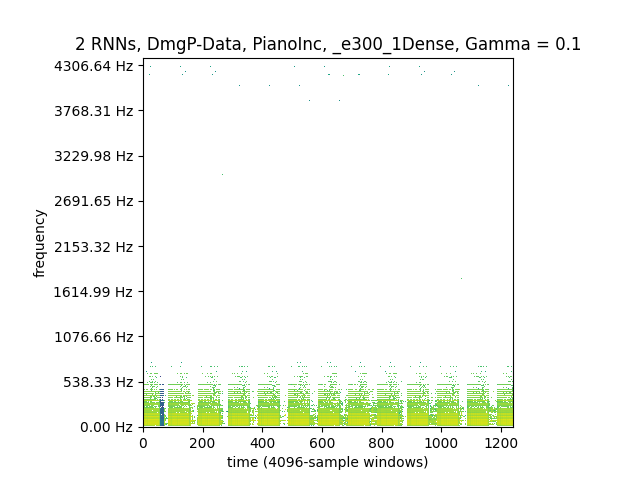 2 RNNs, DmgP-Data, PianoInc, _e300_1Dense, Gamma = 0.1
4306.64 Hz
3768.31 Hz
3229.98 Hz
2691.65 Hz
2153.32 Hz
1614.99 Hz
1076.66 Hz
538.33 Hz
0.00 Hz
frequency
0 200 400 600 800 1000 1200
time (4096-sample windows)